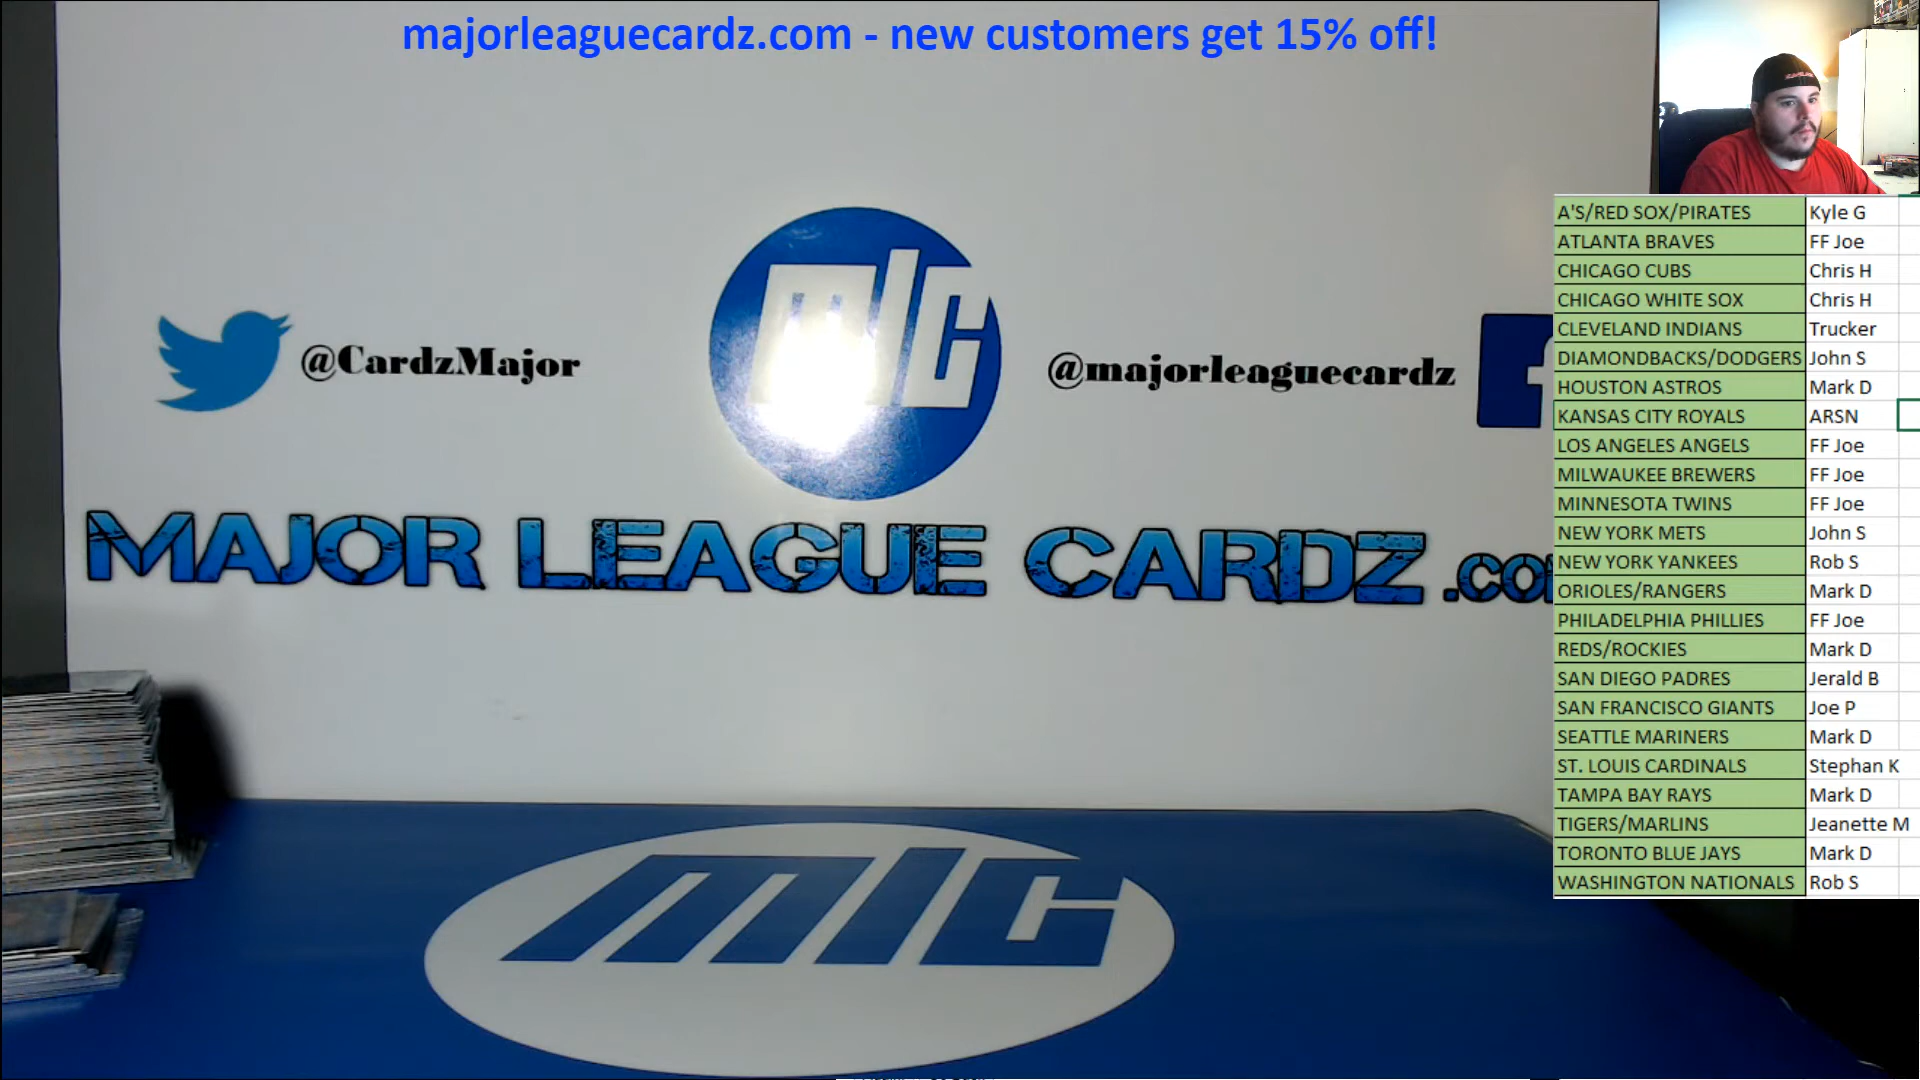 majorleaguecardz.com - new customers get 15% off!
@CardzMajor
mlc
@majorleaguecardz
MAJOR LEAGUE CARDZ .co
mlc
A'S/RED SOX/PIRATES Kyle G
ATLANTA BRAVES FF Joe
CHICAGO CUBS Chris H
CHICAGO WHITE SOX Chris H
CLEVELAND INDIANS Trucker
DIAMONDBACKS/DODGERS John S
HOUSTON ASTROS Mark D
KANSAS CITY ROYALS ARSN
LOS ANGELES ANGELS FF Joe
MILWAUKEE BREWERS FF Joe
MINNESOTA TWINS FF Joe
NEW YORK METS John S
NEW YORK YANKEES Rob S
ORIOLES/RANGERS Mark D
PHILADELPHIA PHILLIES FF Joe
REDS/ROCKIES Mark D
SAN DIEGO PADRES Jerald B
SAN FRANCISCO GIANTS Joe P
SEATTLE MARINERS Mark D
ST. LOUIS CARDINALS Stephan K
TAMPA BAY RAYS Mark D
TIGERS/MARLINS Jeanette M
TORONTO BLUE JAYS Mark D
WASHINGTON NATIONALS Rob S